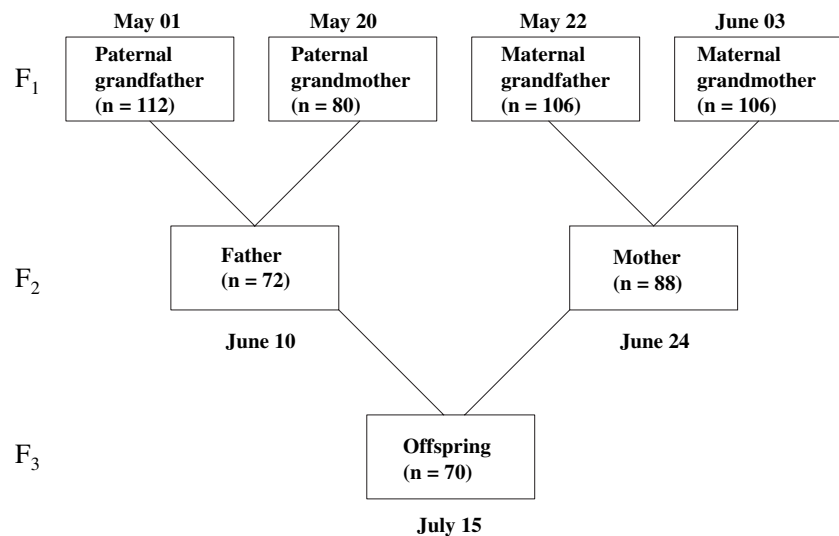 May 01
May 20
May 22
June 03
F₁
Paternal
grandfather
(n = 112)
Paternal
grandmother
(n = 80)
Maternal
grandfather
(n = 106)
Maternal
grandmother
(n = 106)
F₂
Father
(n = 72)
Mother
(n = 88)
June 10
June 24
F₃
Offspring
(n = 70)
July 15